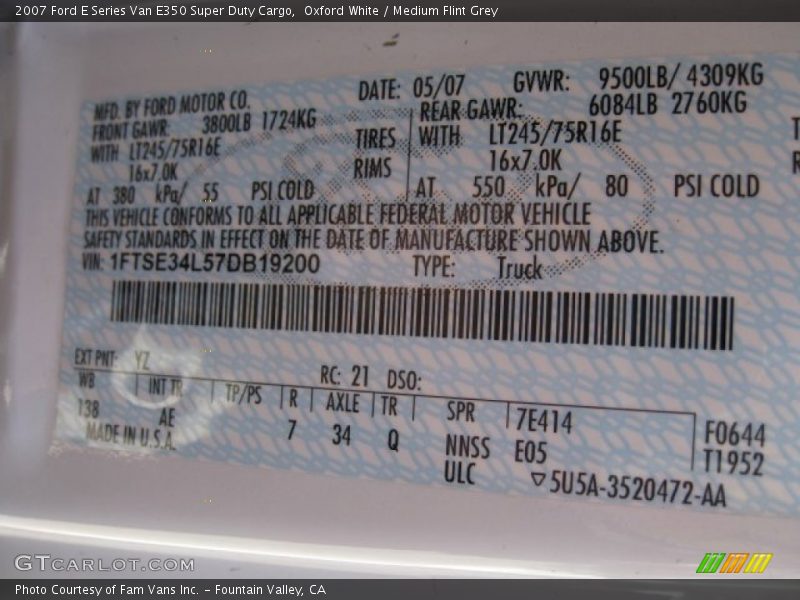 2007 Ford E Series Van E350 Super Duty Cargo,  Oxford White / Medium Flint Grey
MFD. BY FORD MOTOR CO. DATE: 05/07 GVWR: 9500LB/ 4309KG
FRONT GAWR: 3800LB 1724KG REAR GAWR: 6084LB 2760KG
WITH LT245/75R16E TIRES WITH LT245/75R16E
16x7.0K RIMS 16x7.0K
AT 380 kPa/ 55 PSI COLD AT 550 kPa/ 80 PSI COLD
THIS VEHICLE CONFORMS TO ALL APPLICABLE FEDERAL MOTOR VEHICLE
SAFETY STANDARDS IN EFFECT ON THE DATE OF MANUFACTURE SHOWN ABOVE.
VIN: 1FTSE34L57DB19200 TYPE: Truck
EXT PNT: YZ RC: 21 DSO:
WB INT TR TP/PS R AXLE TR SPR 7E414 F0644
138 AE 7 34 Q NNSS E05 T1952
MADE IN U.S.A. ULC ▽5U5A-3520472-AA
GTCARLOT.COM
Photo Courtesy of Fam Vans Inc. – Fountain Valley, CA